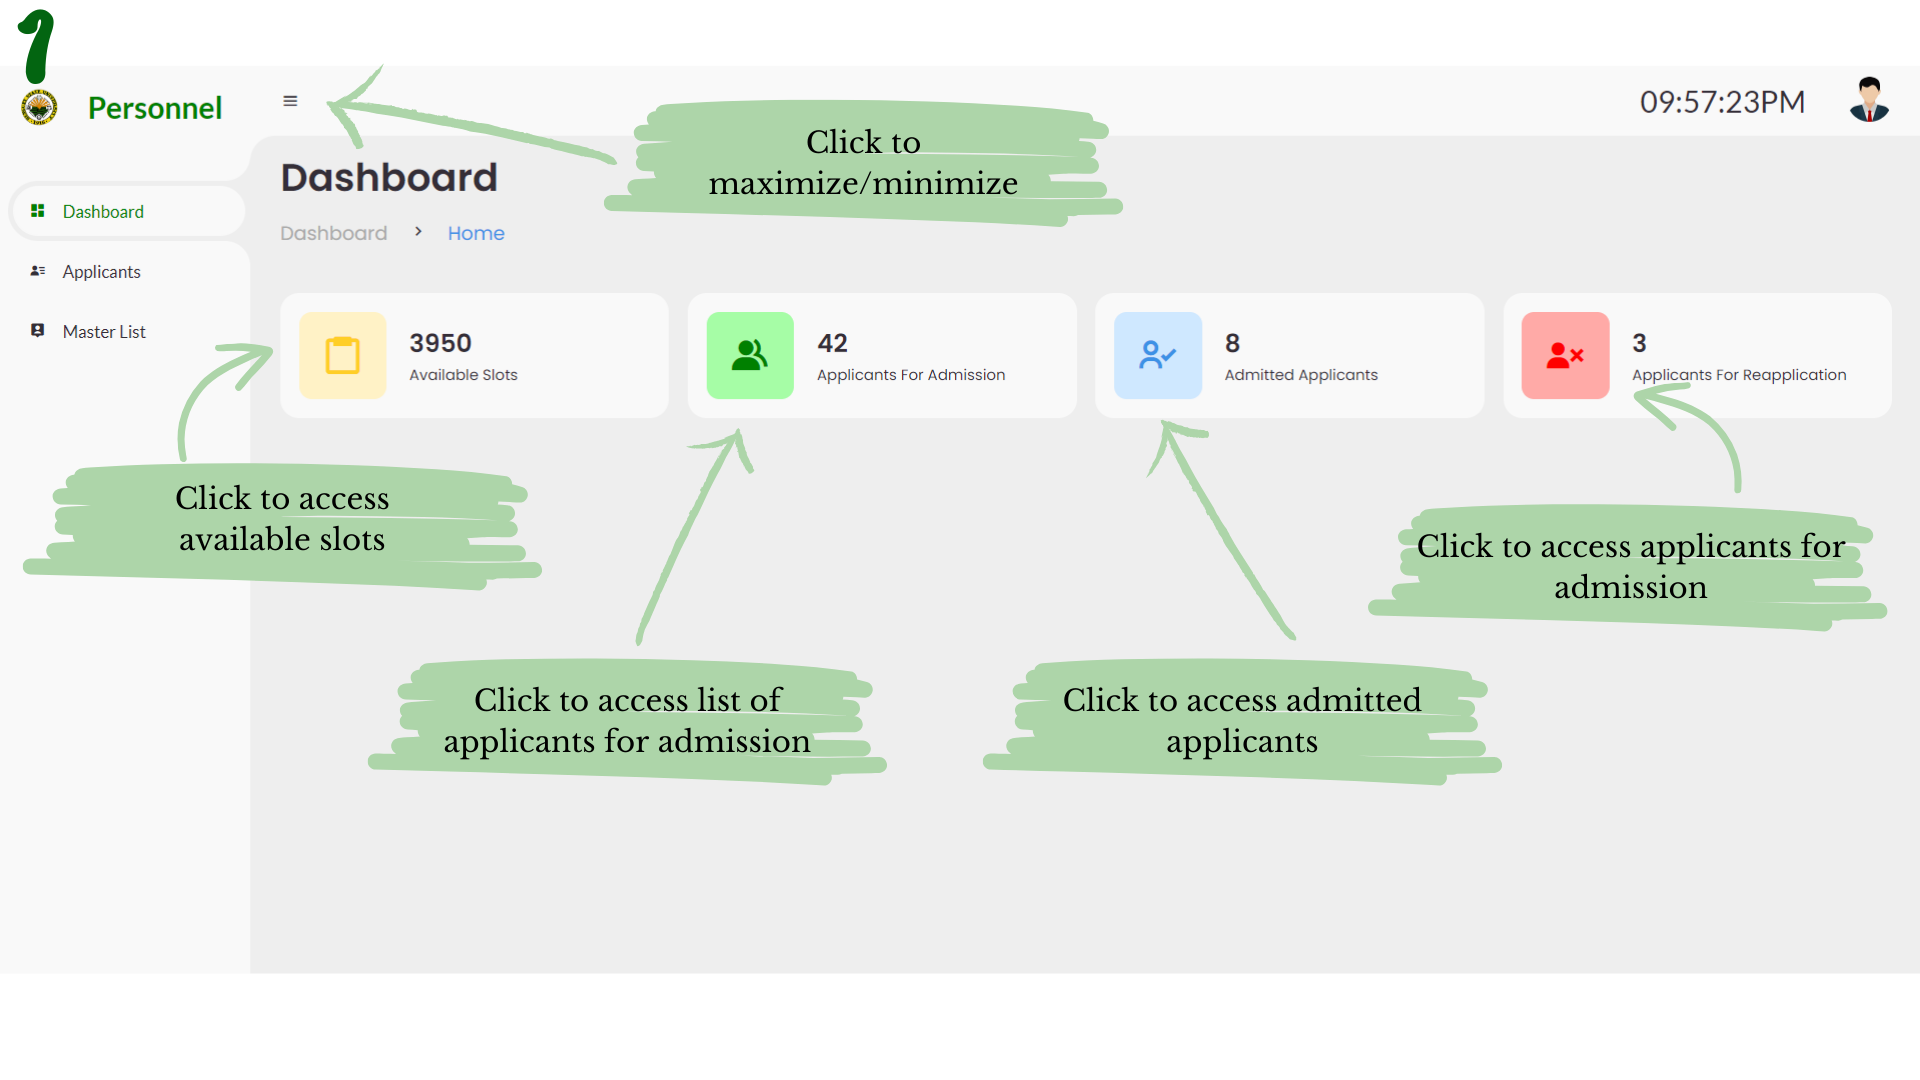 1
Personnel
09:57:23PM
Click to
maximize/minimize
Dashboard
Dashboard > Home
Dashboard
Applicants
Master List
3950
Available Slots
42
Applicants For Admission
8
Admitted Applicants
3
Applicants For Reapplication
Click to access
available slots
Click to access applicants for
admission
Click to access list of
applicants for admission
Click to access admitted
applicants